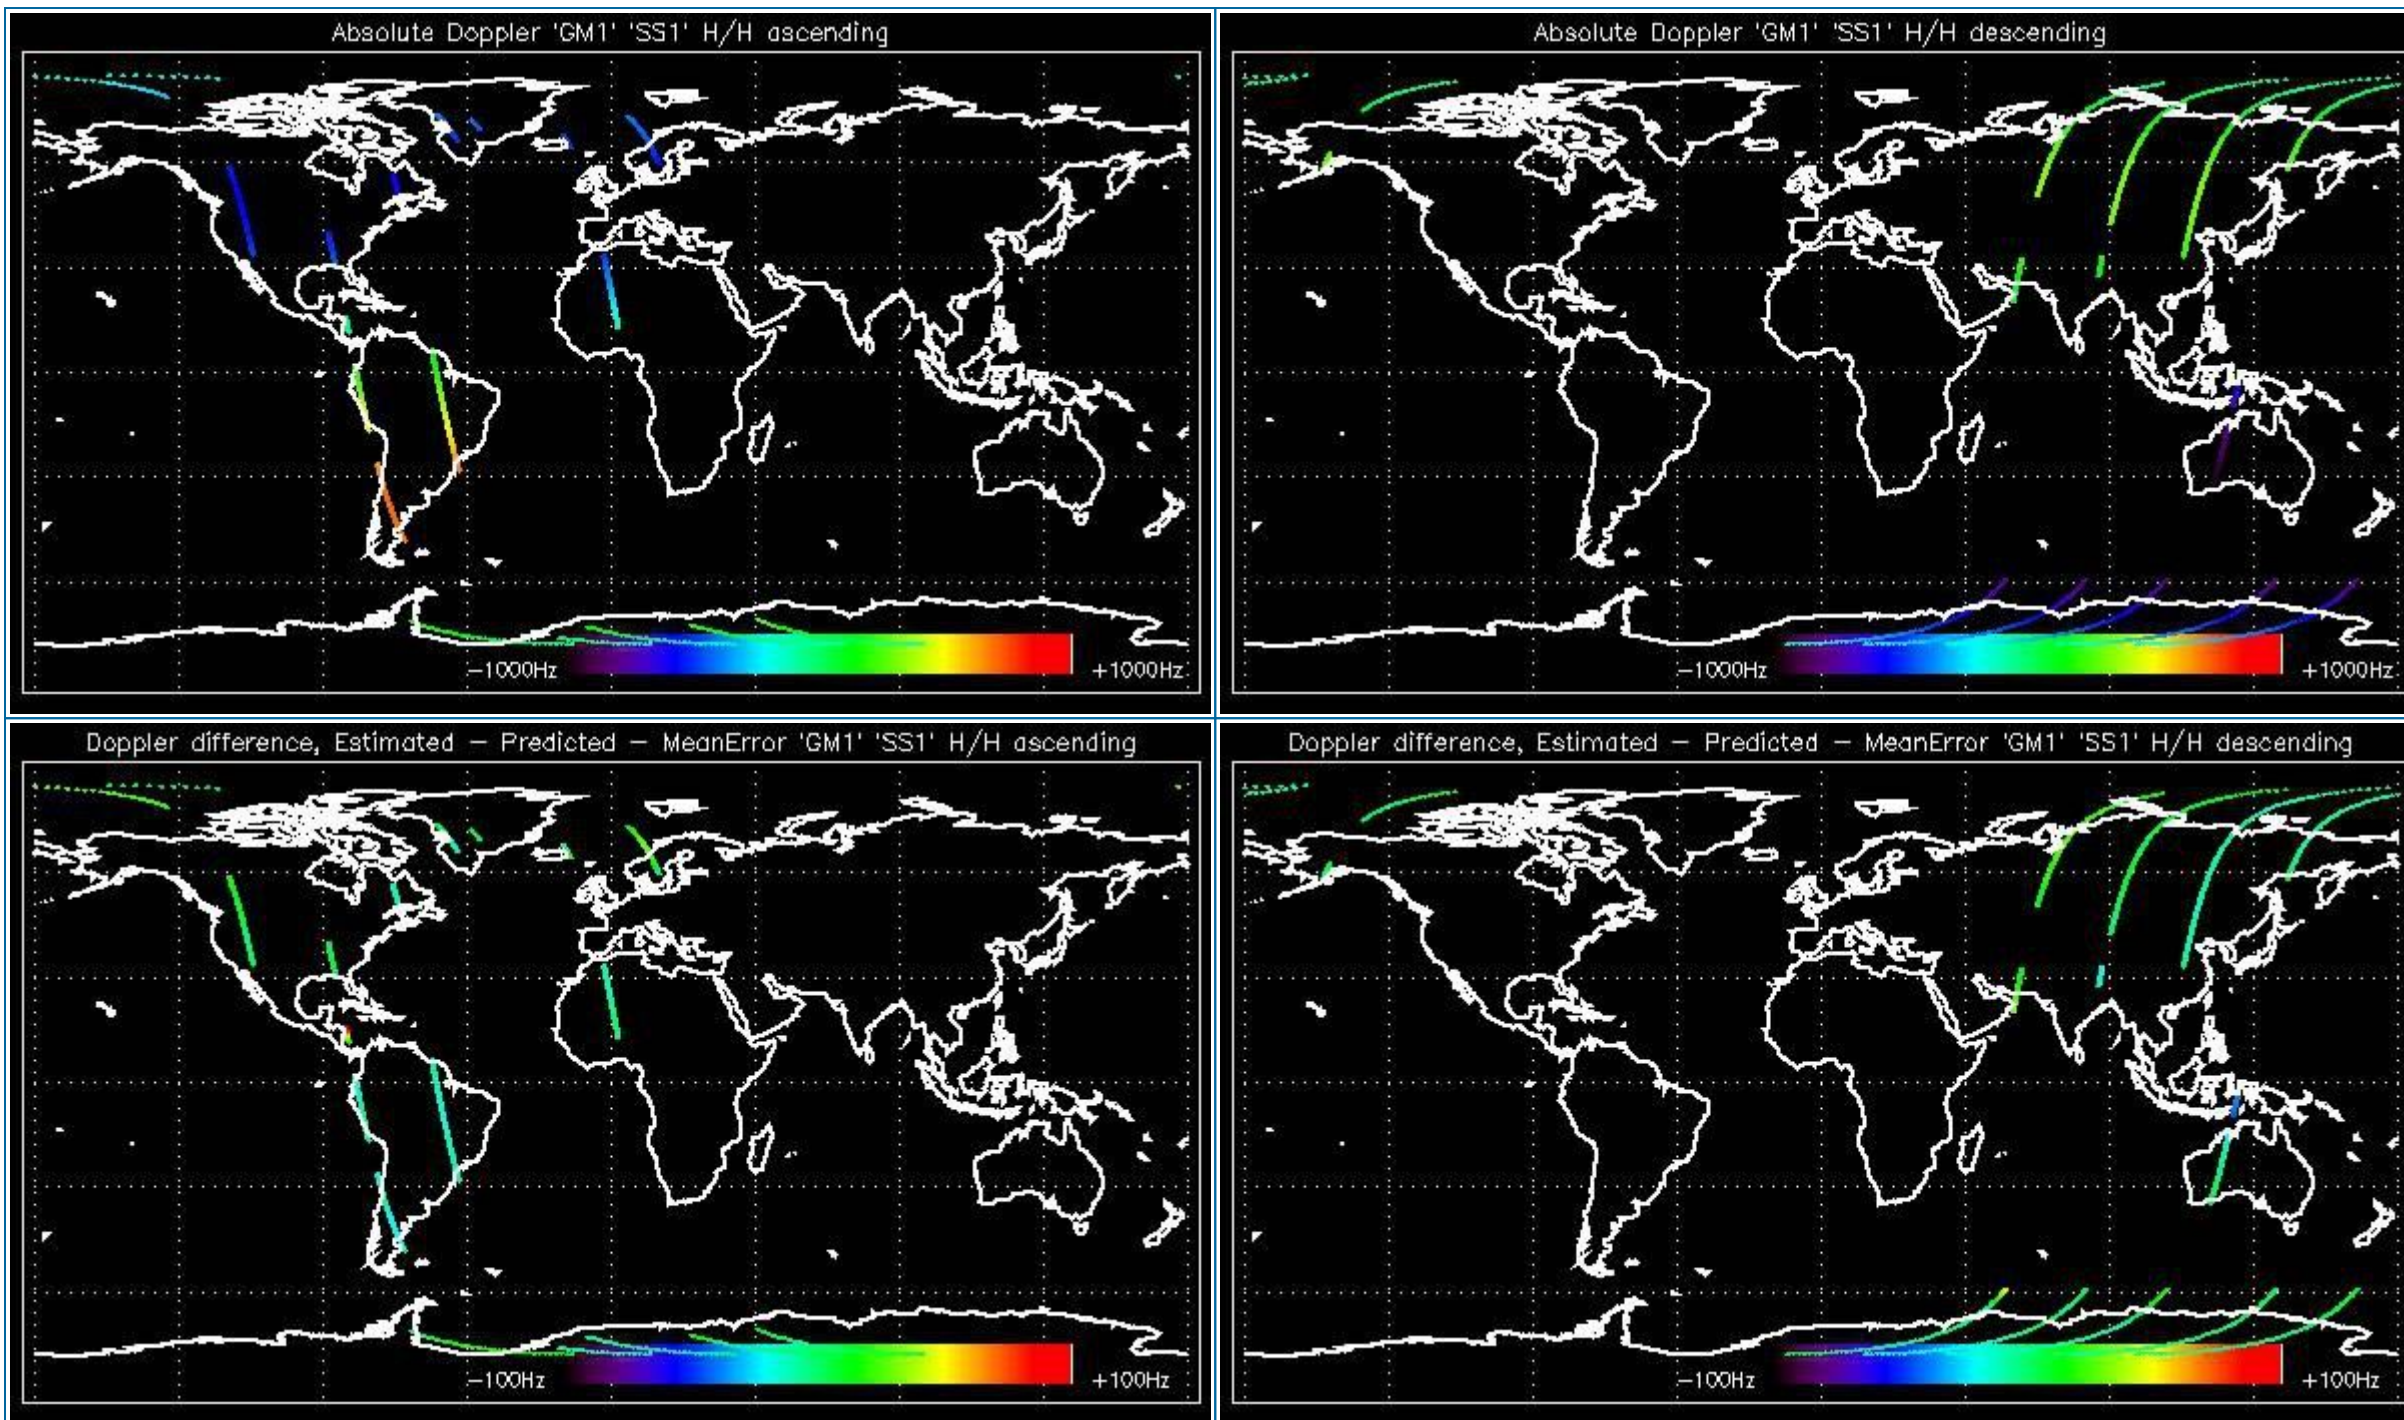 Absolute Doppler 'GM1' 'SS1' H/H ascending
-1000Hz
+1000Hz
Absolute Doppler 'GM1' 'SS1' H/H descending
-1000Hz
+1000Hz
Doppler difference, Estimated - Predicted - MeanError 'GM1' 'SS1' H/H ascending
-100Hz
+100Hz
Doppler difference, Estimated - Predicted - MeanError 'GM1' 'SS1' H/H descending
-100Hz
+100Hz